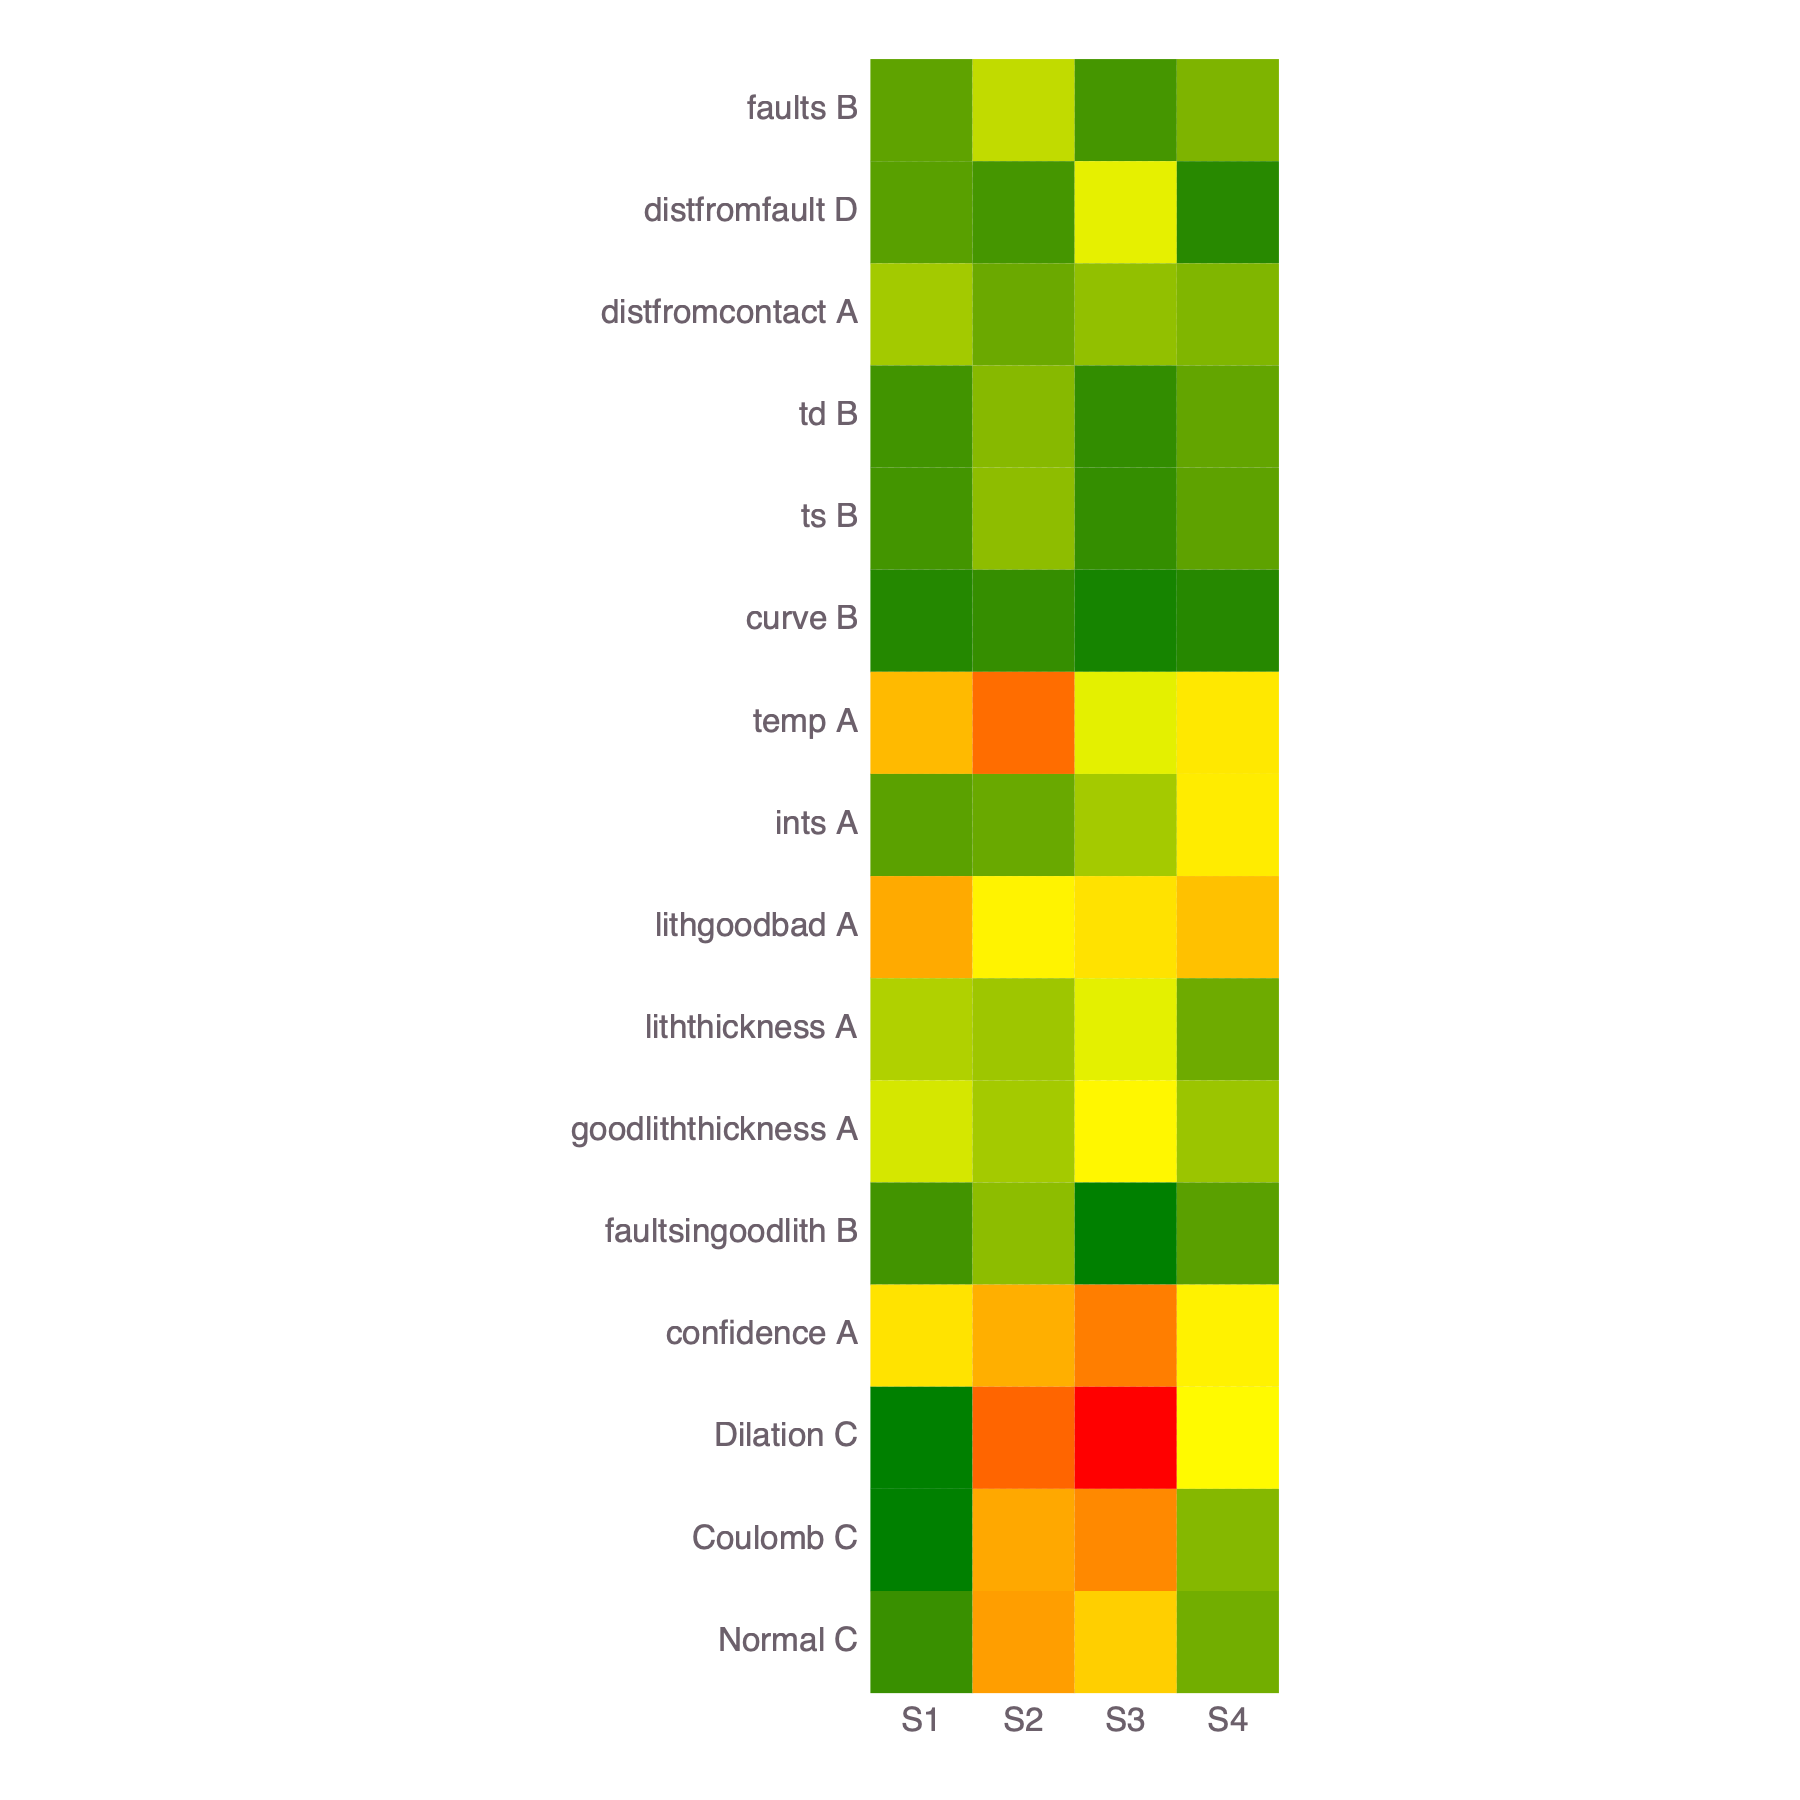 faults B
distfromfault D
distfromcontact A
td B
ts B
curve B
temp A
ints A
lithgoodbad A
liththickness A
goodliththickness A
faultsingoodlith B
confidence A
Dilation C
Coulomb C
Normal C
S1 S2 S3 S4